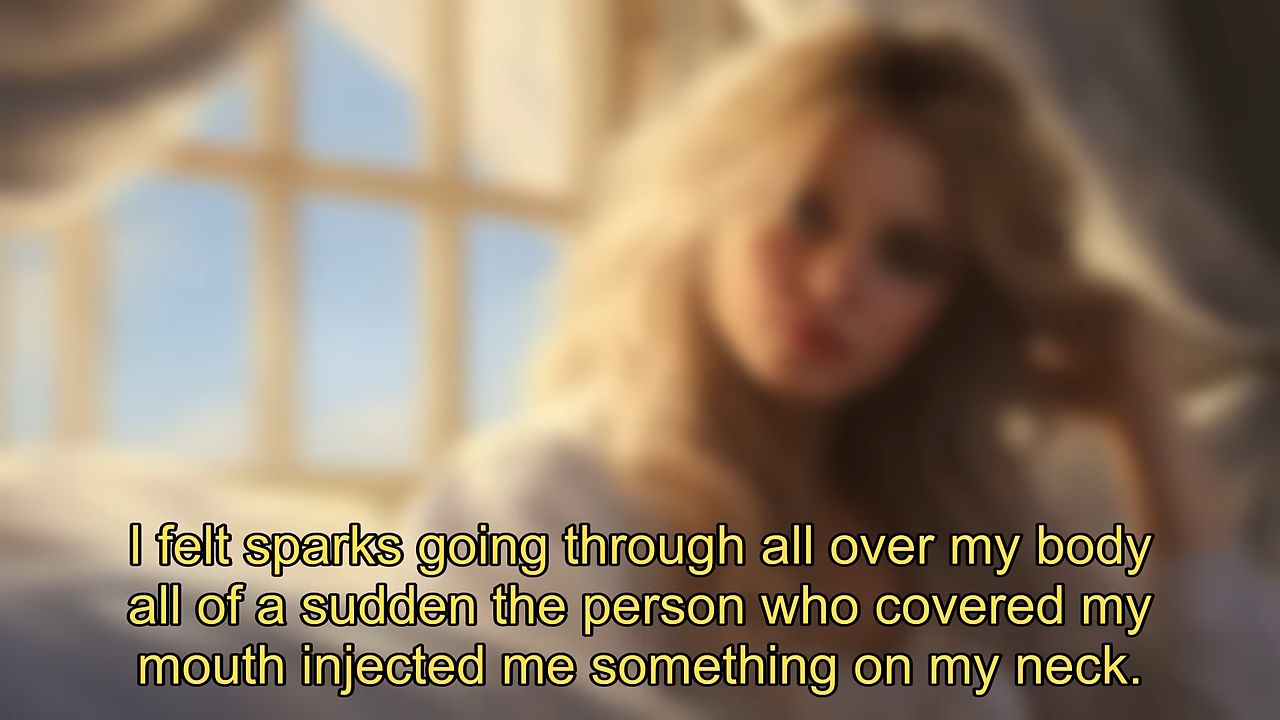 I felt sparks going through all over my body
all of a sudden the person who covered my
mouth injected me something on my neck.